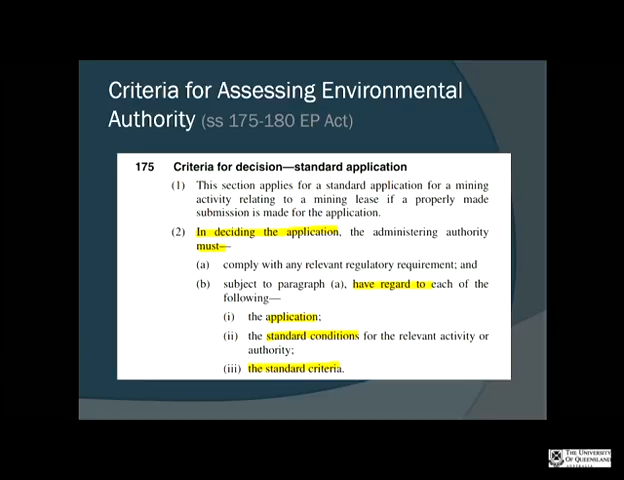 Criteria for Assessing Environmental
Authority (ss 175-180 EP Act)
175 Criteria for decision—standard application
(1) This section applies for a standard application for a mining
activity relating to a mining lease if a properly made
submission is made for the application.
(2) In deciding the application, the administering authority
must—
(a) comply with any relevant regulatory requirement; and
(b) subject to paragraph (a), have regard to each of the
following—
(i) the application;
(ii) the standard conditions for the relevant activity or
authority;
(iii) the standard criteria.
THE UNIVERSITY
OF QUEENSLAND
AUSTRALIA